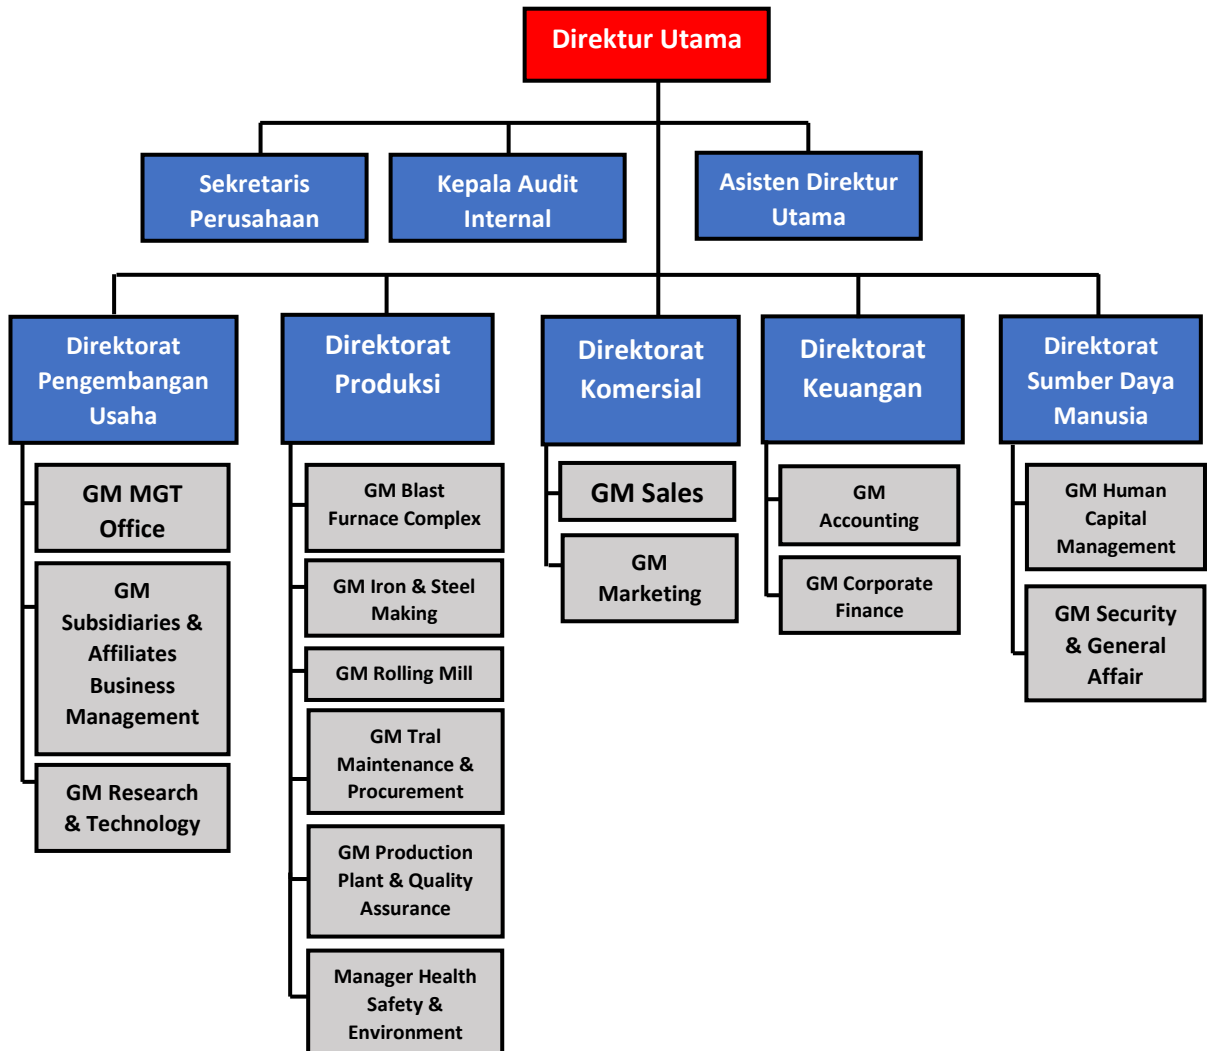 Direktur Utama
Sekretaris
Perusahaan
Kepala Audit
Internal
Asisten Direktur
Utama
Direktorat
Pengembangan
Usaha
Direktorat
Produksi
Direktorat
Komersial
Direktorat
Keuangan
Direktorat
Sumber Daya
Manusia
GM MGT
Office
GM
Subsidiaries &
Affiliates
Business
Management
GM Research
& Technology
GM Blast
Furnace Complex
GM Iron & Steel
Making
GM Rolling Mill
GM Tral
Maintenance &
Procurement
GM Production
Plant & Quality
Assurance
Manager Health
Safety &
Environment
GM Sales
GM
Marketing
GM
Accounting
GM Corporate
Finance
GM Human
Capital
Management
GM Security
& General
Affair